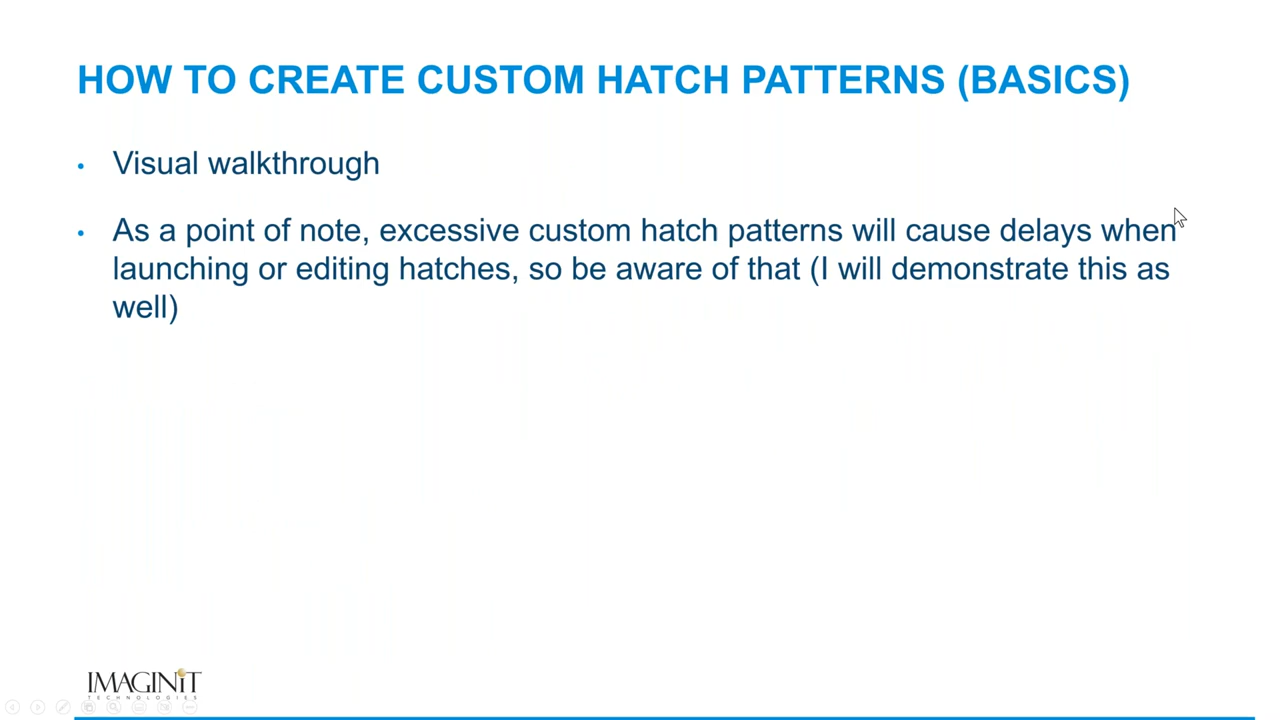 HOW TO CREATE CUSTOM HATCH PATTERNS (BASICS)
• Visual walkthrough
• As a point of note, excessive custom hatch patterns will cause delays when
launching or editing hatches, so be aware of that (I will demonstrate this as
well)
IMAGINiT
TECHNOLOGIES